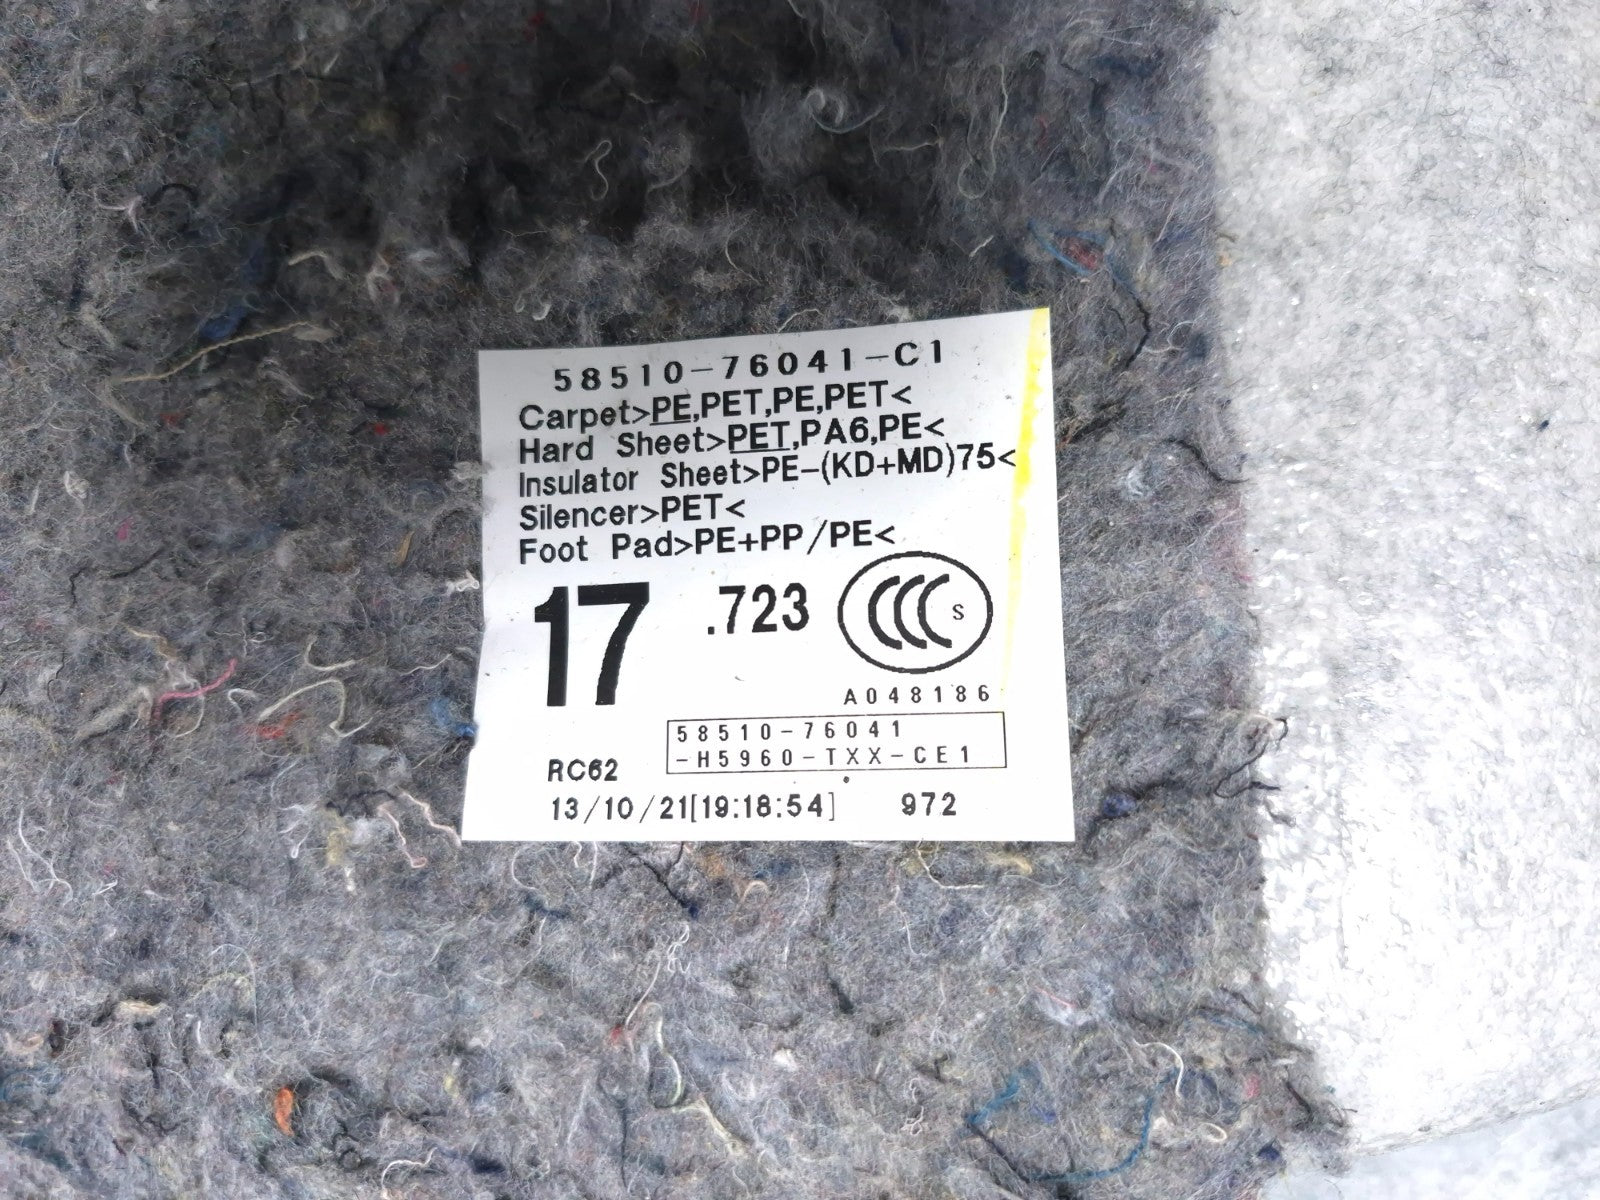 58510-76041-C1
Carpet>PE,PET,PE,PET<
Hard Sheet>PET,PA6,PE<
Insulator Sheet>PE-(KD+MD)75<
Silencer>PET<
Foot Pad>PE+PP/PE<
17 .723 CCC S
A048186
58510-76041
-H5960-TXX-CE1
RC62
13/10/21[19:18:54] 972